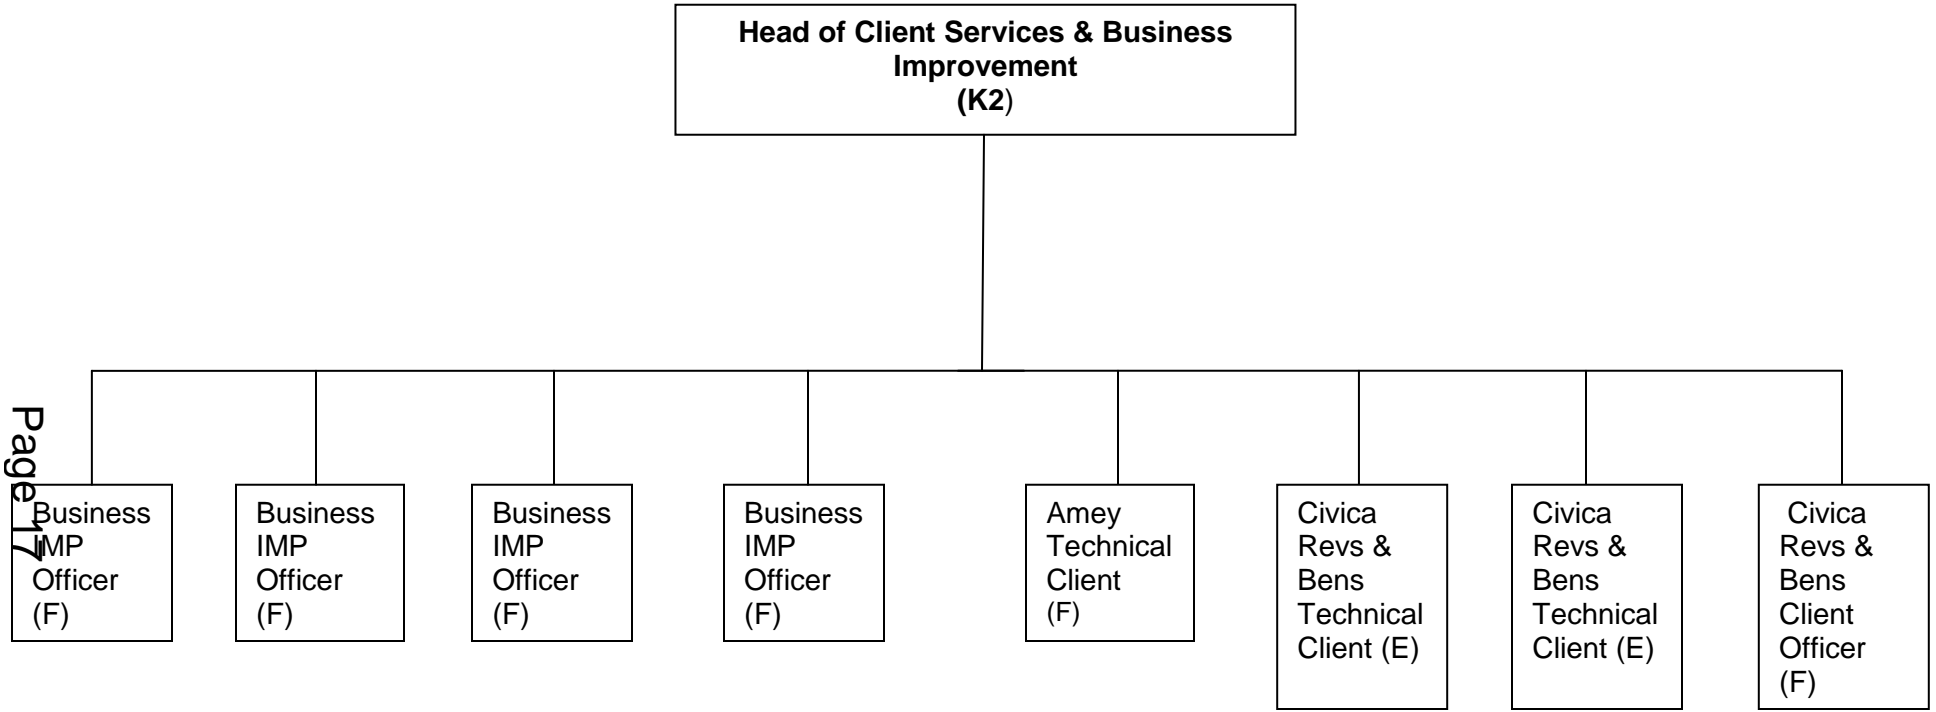 Head of Client Services & Business
Improvement
(K2)
Page 17
Business
IMP
Officer
(F)
Business
IMP
Officer
(F)
Business
IMP
Officer
(F)
Business
IMP
Officer
(F)
Amey
Technical
Client
(F)
Civica
Revs &
Bens
Technical
Client (E)
Civica
Revs &
Bens
Technical
Client (E)
Civica
Revs &
Bens
Client
Officer
(F)